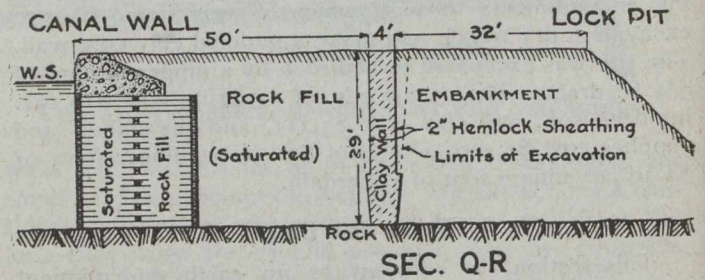 CANAL WALL
LOCK PIT
50'
4'
32'
W.S.
ROCK FILL
EMBANKMENT
2" Hemlock Sheathing
(Saturated)
Limits of Excavation
29'
Clay Wall
Saturated
Rock Fill
ROCK
SEC. Q-R